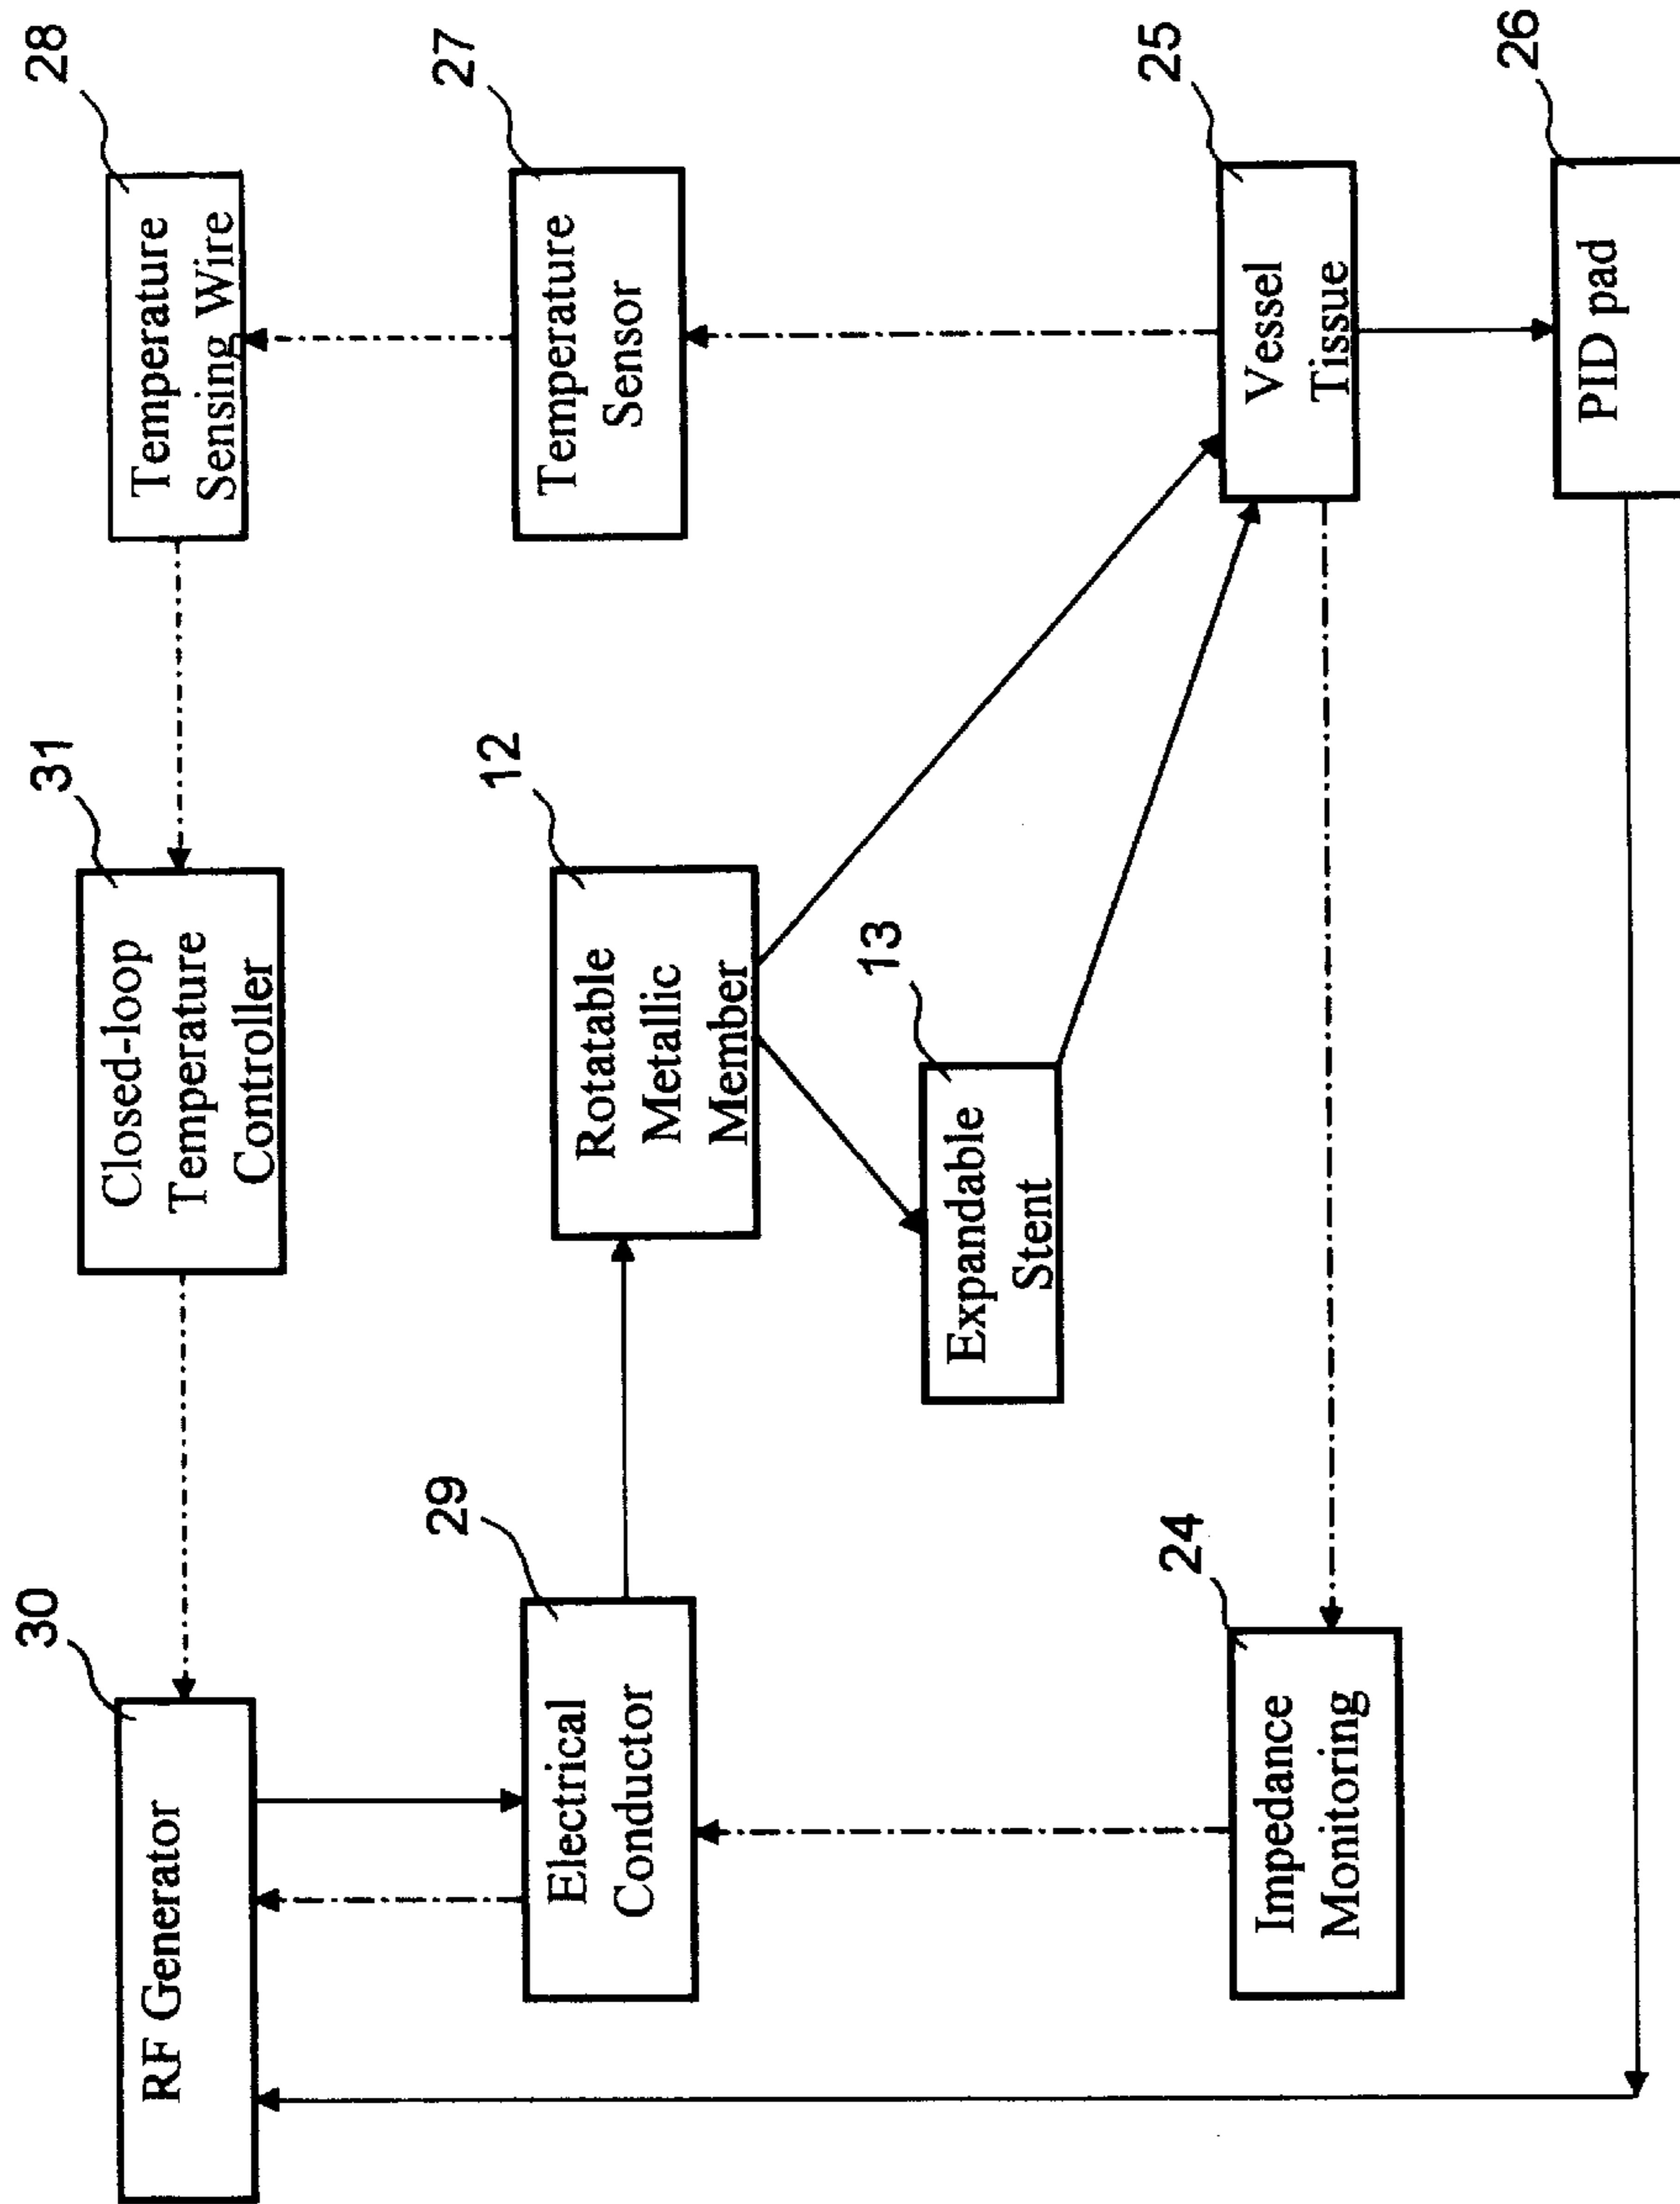 30
RF Generator
31
Closed-loop
Temperature
Controller
28
Temperature
Sensing Wire
29
Electrical
Conductor
12
Rotatable
Metallic
Member
27
Temperature
Sensor
13
Expandable
Stent
24
Impedance
Monitoring
25
Vessel
Tissue
26
PID pad